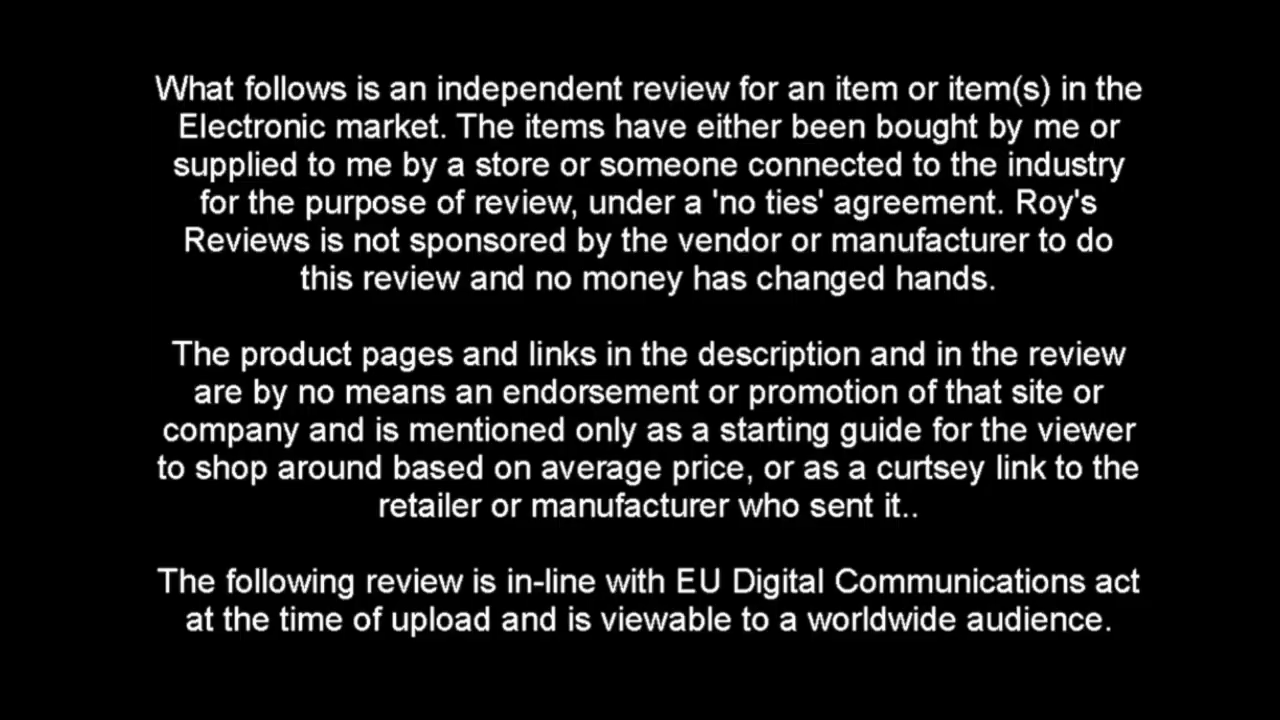 What follows is an independent review for an item or item(s) in the
Electronic market. The items have either been bought by me or
supplied to me by a store or someone connected to the industry
for the purpose of review, under a 'no ties' agreement. Roy's
Reviews is not sponsored by the vendor or manufacturer to do
this review and no money has changed hands.
The product pages and links in the description and in the review
are by no means an endorsement or promotion of that site or
company and is mentioned only as a starting guide for the viewer
to shop around based on average price, or as a curtsey link to the
retailer or manufacturer who sent it..
The following review is in-line with EU Digital Communications act
at the time of upload and is viewable to a worldwide audience.